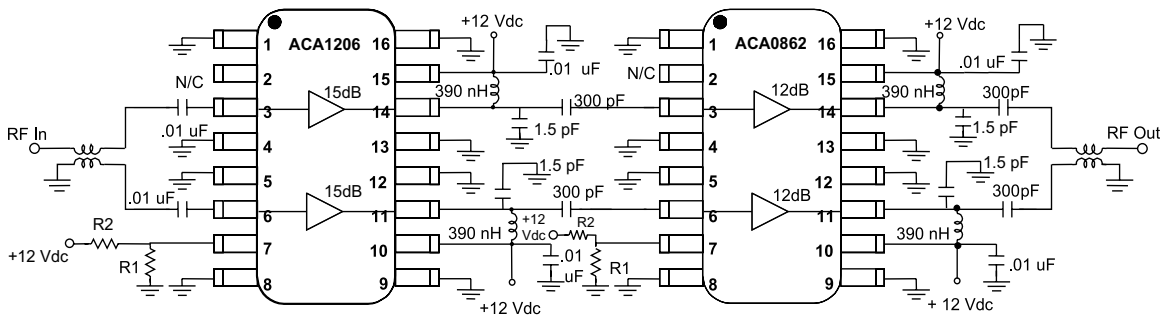 +12 Vdc
+12 Vdc
1 ACA1206 16
1 ACA0862 16
N/C 2 15 .01 uF
N/C 2 15 .01 uF
15dB 390 nH
12dB 390 nH
3 14 300 pF
3 14 300pF
.01 uF
1.5 pF
1.5 pF
RF In
RF Out
4 13
4 13
5 12 1.5 pF
5 12 1.5 pF
15dB
12dB
.01 uF 300 pF
300pF
6 11
6 11
R2
+12 Vdc R2
+12 Vdc
7 10 390 nH
7 10 390 nH
R1
.01 uF
R1
.01 uF
8 9
8 9
+12 Vdc
+ 12 Vdc